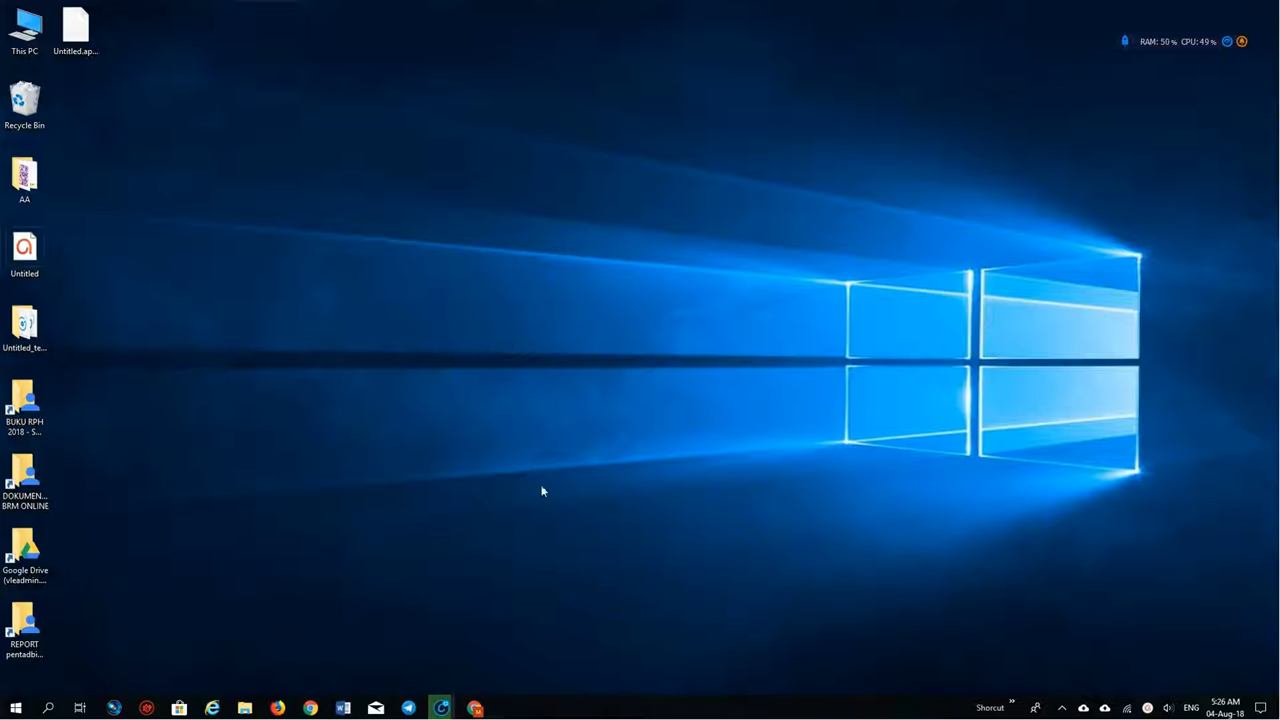 This PC
Untitled.ap...
RAM: 50 % CPU: 49 %
Recycle Bin
AA
Untitled
Untitled_te...
BUKU RPH
2018 - S...
DOKUMEN...
BRM ONLINE
Google Drive
(vleadmin....
REPORT
pentadbi...
Shorcut
ENG
5:26 AM
04-Aug-18